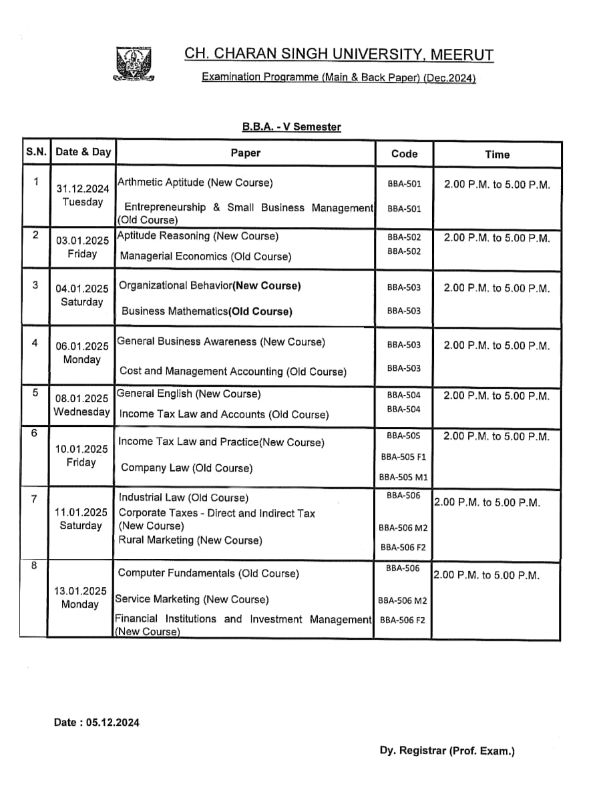 CH. CHARAN SINGH UNIVERSITY, MEERUT
Examination Programme (Main & Back Paper) (Dec.2024)
B.B.A. - V Semester
S.N. Date & Day Paper Code Time
1 31.12.2024 Tuesday Arthmetic Aptitude (New Course) BBA-501 2.00 P.M. to 5.00 P.M.
Entrepreneurship & Small Business Management BBA-501
(Old Course)
2 03.01.2025 Friday Aptitude Reasoning (New Course) BBA-502 2.00 P.M. to 5.00 P.M.
Managerial Economics (Old Course) BBA-502
3 04.01.2025 Saturday Organizational Behavior(New Course) BBA-503 2.00 P.M. to 5.00 P.M.
Business Mathematics(Old Course) BBA-503
4 06.01.2025 Monday General Business Awareness (New Course) BBA-503 2.00 P.M. to 5.00 P.M.
Cost and Management Accounting (Old Course) BBA-503
5 08.01.2025 Wednesday General English (New Course) BBA-504 2.00 P.M. to 5.00 P.M.
Income Tax Law and Accounts (Old Course) BBA-504
6 10.01.2025 Friday Income Tax Law and Practice(New Course) BBA-505 2.00 P.M. to 5.00 P.M.
BBA-505 F1
Company Law (Old Course)
BBA-505 M1
7 11.01.2025 Saturday Industrial Law (Old Course) BBA-506 2.00 P.M. to 5.00 P.M.
Corporate Taxes - Direct and Indirect Tax
(New Course) BBA-506 M2
Rural Marketing (New Course) BBA-506 F2
8 13.01.2025 Monday Computer Fundamentals (Old Course) BBA-506 2.00 P.M. to 5.00 P.M.
Service Marketing (New Course) BBA-506 M2
Financial Institutions and Investment Management BBA-506 F2
(New Course)
Date : 05.12.2024
Dy. Registrar (Prof. Exam.)